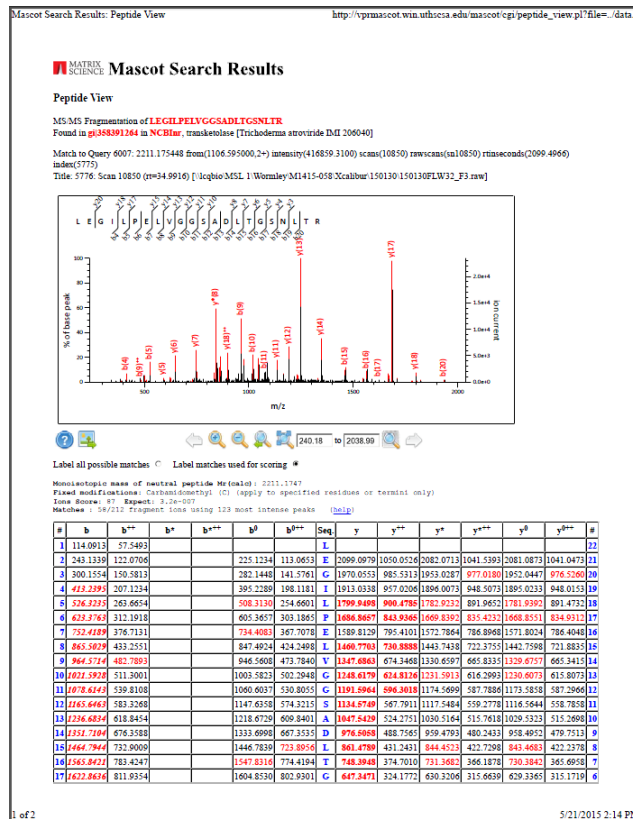 Mascot Search Results: Peptide View http://vprmascot.win.uthscsa.edu/mascot/cgi/peptide_view.pl?file=../data.
MATRIX SCIENCE Mascot Search Results
Peptide View
MS/MS Fragmentation of LEGILPELVGGSADLTGSNLTR
Found in gi|358391264 in NCBInr, transketolase [Trichoderma atroviride IMI 206040]
Match to Query 6007: 2211.175448 from(1106.595000,2+) intensity(416859.3100) scans(10850) rawscans(sn10850) rtinseconds(2099.4966)
index(5775)
Title: 5776: Scan 10850 (rt=34.9916) [\\lcqbio\MSL 1\Wormley\M1415-058\Xcalibur\150130\150130FLW32_F3.raw]
L E G I L P E L V G G S A D L T G S N L T R
% of base peak
ion current
m/z
240.18 to 2038.99
Label all possible matches Label matches used for scoring
Monoisotopic mass of neutral peptide Mr(calc): 2211.1747
Fixed modifications: Carbamidomethyl (C) (apply to specified residues or termini only)
Ions Score: 87 Expect: 3.2e-007
Matches : 58/212 fragment ions using 123 most intense peaks (help)
# b b++ b* b*++ b0 b0++ Seq. y y++ y* y*++ y0 y0++ #
1 114.0913 57.5493 L 22
2 243.1339 122.0706 225.1234 113.0653 E 2099.0979 1050.0526 2082.0713 1041.5393 2081.0873 1041.0473 21
3 300.1554 150.5813 282.1448 141.5761 G 1970.0553 985.5313 1953.0287 977.0180 1952.0447 976.5260 20
4 413.2395 207.1234 395.2289 198.1181 I 1913.0338 957.0206 1896.0073 948.5073 1895.0233 948.0153 19
5 526.3235 263.6654 508.3130 254.6601 L 1799.9498 900.4785 1782.9232 891.9652 1781.9392 891.4732 18
6 623.3763 312.1918 605.3657 303.1865 P 1686.8657 843.9365 1669.8392 835.4232 1668.8551 834.9312 17
7 752.4189 376.7131 734.4083 367.7078 E 1589.8129 795.4101 1572.7864 786.8968 1571.8024 786.4048 16
8 865.5029 433.2551 847.4924 424.2498 L 1460.7703 730.8888 1443.7438 722.3755 1442.7598 721.8835 15
9 964.5714 482.7893 946.5608 473.7840 V 1347.6863 674.3468 1330.6597 665.8335 1329.6757 665.3415 14
10 1021.5928 511.3001 1003.5823 502.2948 G 1248.6179 624.8126 1231.5913 616.2993 1230.6073 615.8073 13
11 1078.6143 539.8108 1060.6037 530.8055 G 1191.5964 596.3018 1174.5699 587.7886 1173.5858 587.2966 12
12 1165.6463 583.3268 1147.6358 574.3215 S 1134.5749 567.7911 1117.5484 559.2778 1116.5644 558.7858 11
13 1236.6834 618.8454 1218.6729 609.8401 A 1047.5429 524.2751 1030.5164 515.7618 1029.5323 515.2698 10
14 1351.7104 676.3588 1333.6998 667.3535 D 976.5058 488.7565 959.4793 480.2433 958.4952 479.7513 9
15 1464.7944 732.9009 1446.7839 723.8956 L 861.4789 431.2431 844.4523 422.7298 843.4683 422.2378 8
16 1565.8421 783.4247 1547.8316 774.4194 T 748.3948 374.7010 731.3682 366.1878 730.3842 365.6958 7
17 1622.8636 811.9354 1604.8530 802.9301 G 647.3471 324.1772 630.3206 315.6639 629.3365 315.1719 6
1 of 2 5/21/2015 2:14 PM